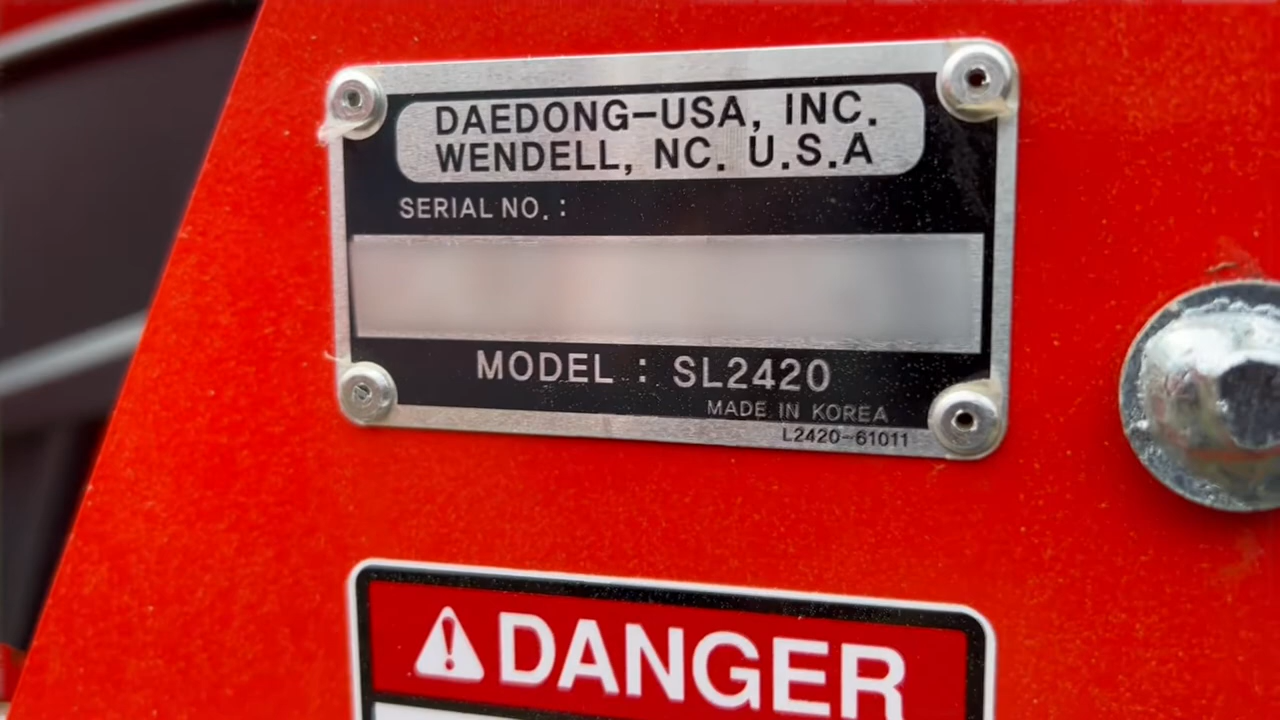 DAEDONG-USA, INC.
WENDELL, NC. U.S.A
SERIAL NO. :
MODEL : SL2420
MADE IN KOREA
L2420-61011
DANGER